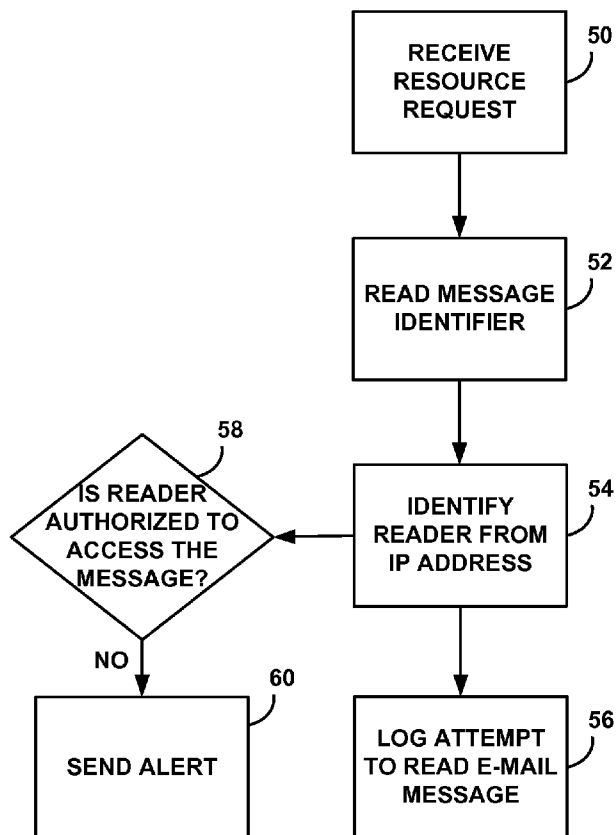 50
RECEIVE
RESOURCE
REQUEST
52
READ MESSAGE
IDENTIFIER
54
IDENTIFY
READER FROM
IP ADDRESS
58
IS READER
AUTHORIZED TO
ACCESS THE
MESSAGE?
NO
60
SEND ALERT
56
LOG ATTEMPT
TO READ E-MAIL
MESSAGE